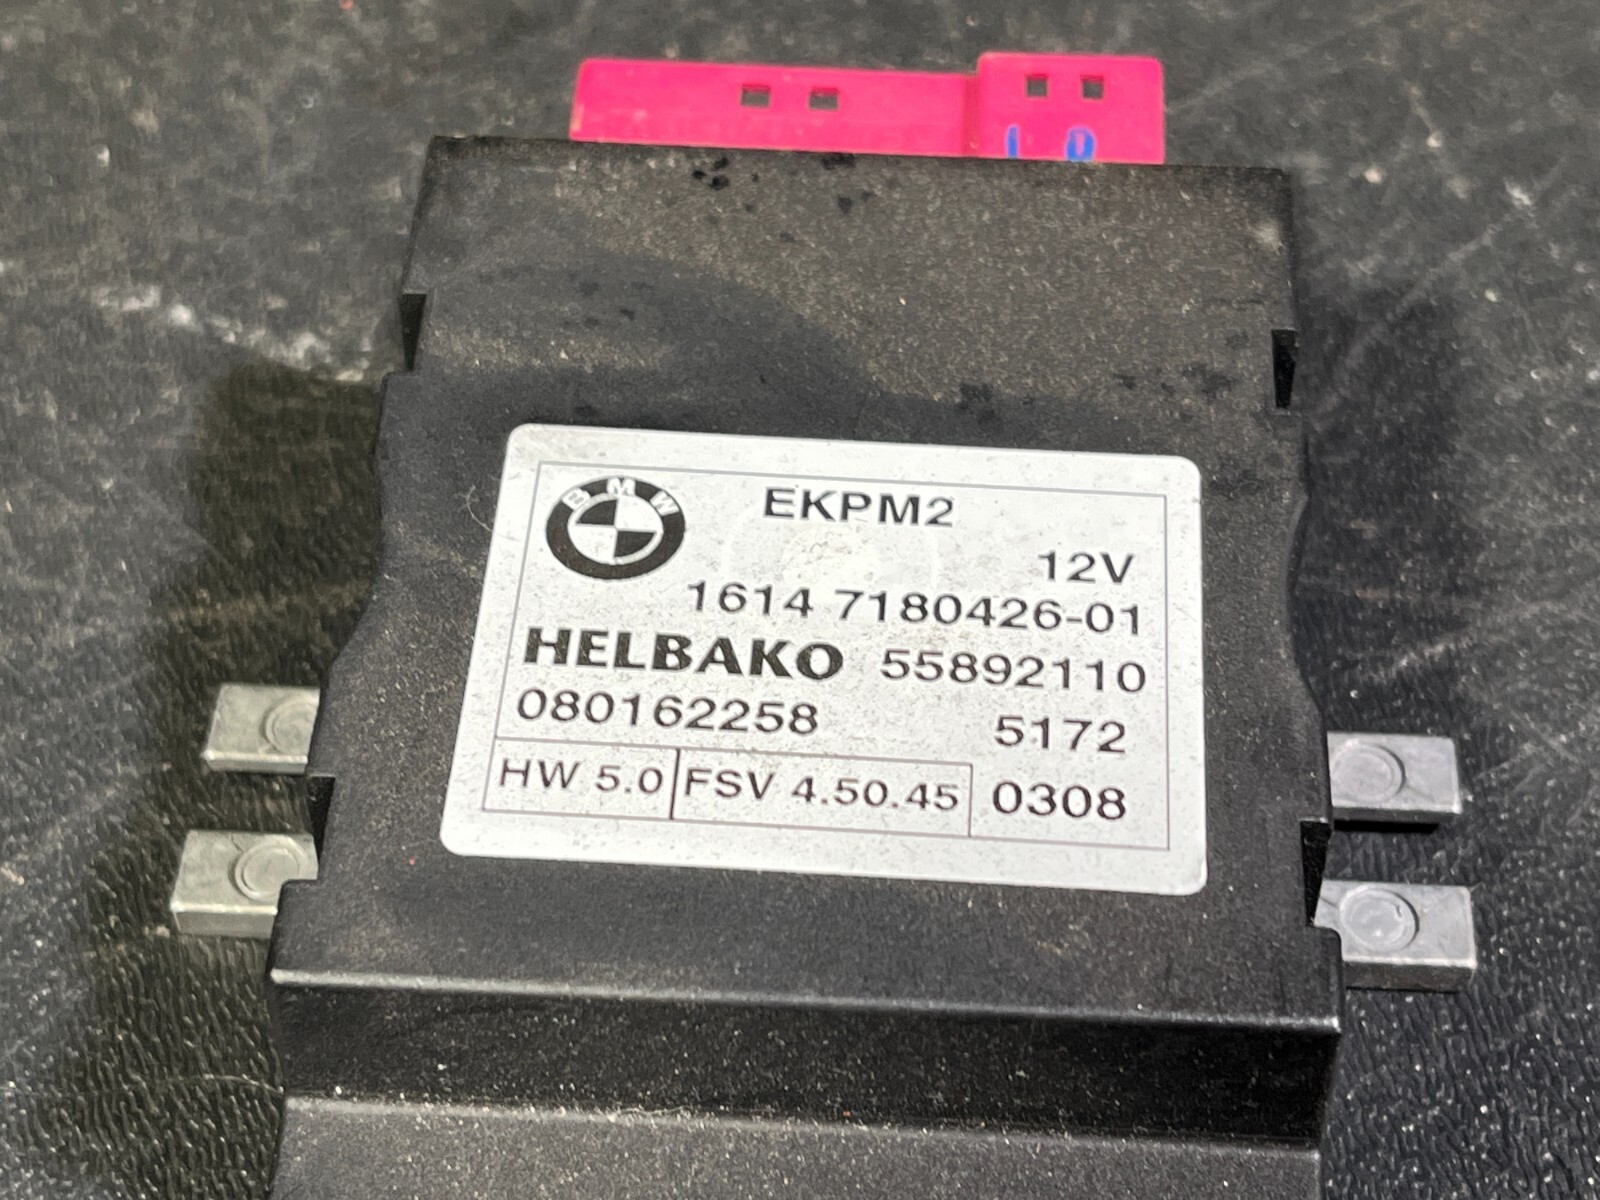 BMW
EKPM2
12V
1614 7180426-01
HELBAKO 55892110
080162258 5172
HW 5.0 FSV 4.50.45 0308